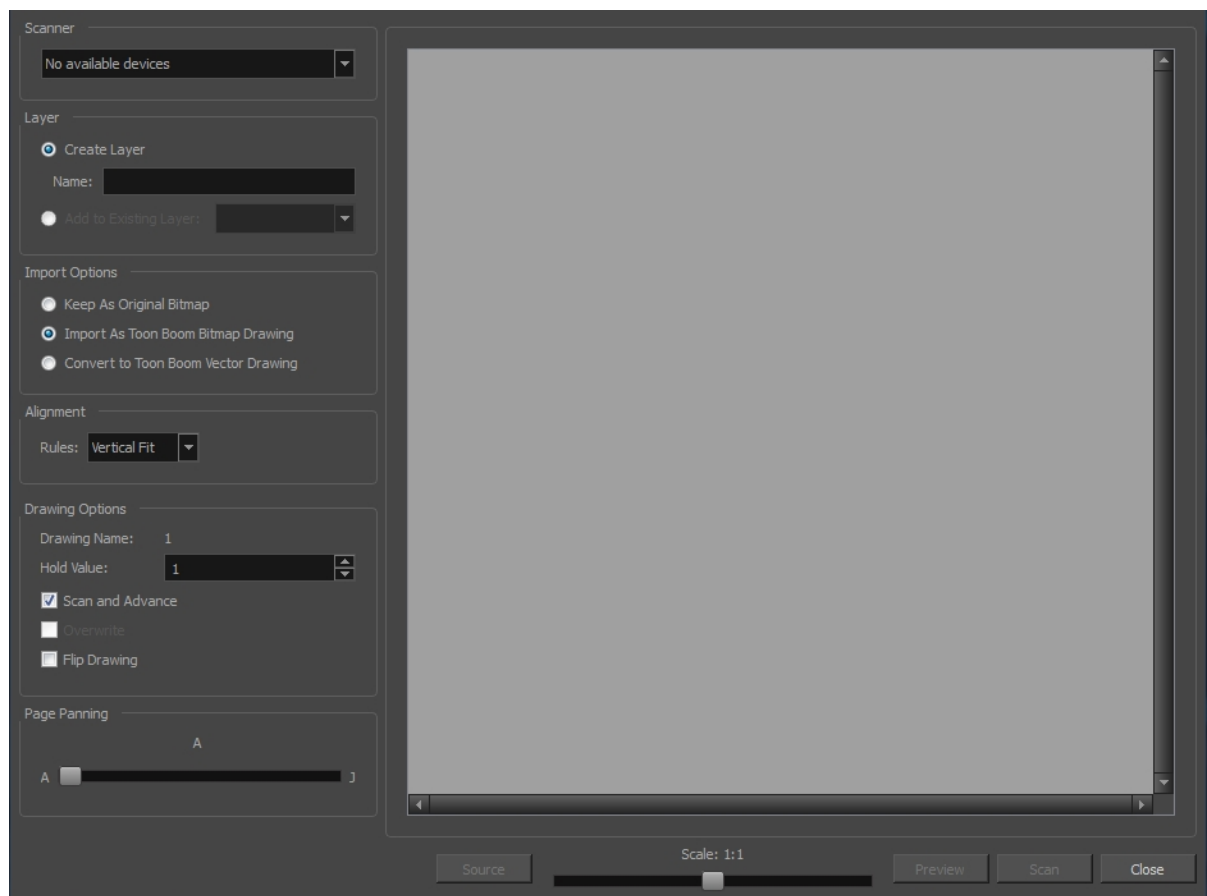 Scanner
No available devices
Layer
Create Layer
Name:
Add to Existing Layer:
Import Options
Keep As Original Bitmap
Import As Toon Boom Bitmap Drawing
Convert to Toon Boom Vector Drawing
Alignment
Rules: Vertical Fit
Drawing Options
Drawing Name: 1
Hold Value: 1
Scan and Advance
Overwrite
Flip Drawing
Page Panning
A
A J
Scale: 1:1
Source Preview Scan Close